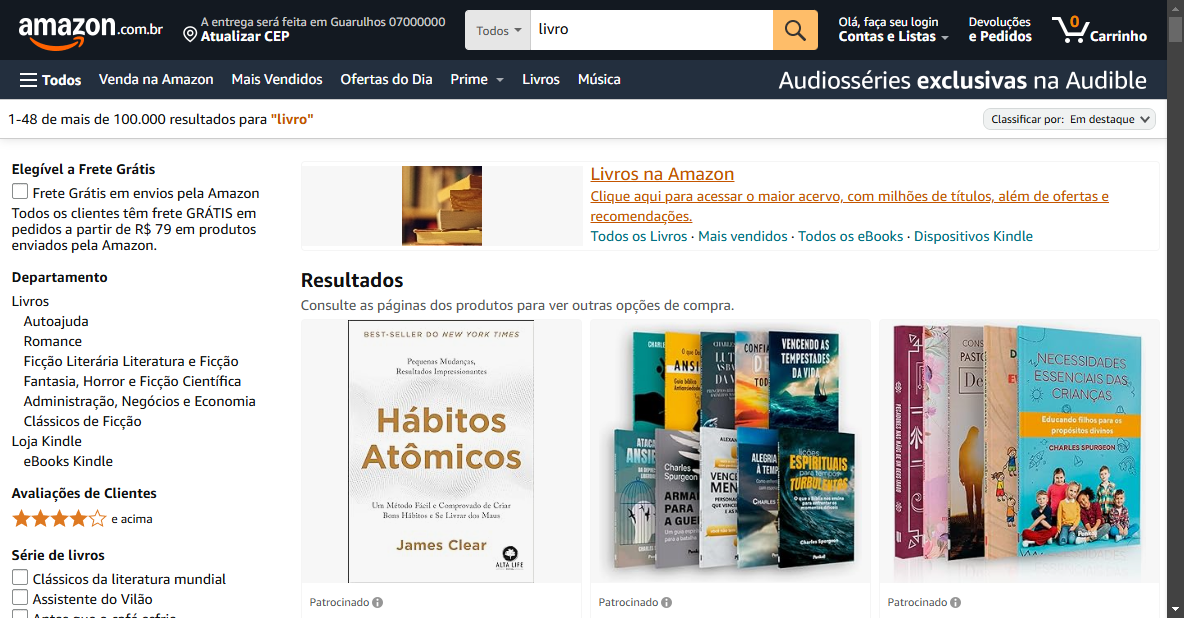 amazon.com.br
A entrega será feita em Guarulhos 07000000
Atualizar CEP
Todos
livro
Olá, faça seu login
Contas e Listas
Devoluções
e Pedidos
0
Carrinho
Todos
Venda na Amazon
Mais Vendidos
Ofertas do Dia
Prime
Livros
Música
Audiosséries exclusivas na Audible
1-48 de mais de 100.000 resultados para "livro"
Classificar por: Em destaque
Elegível a Frete Grátis
Frete Grátis em envios pela Amazon
Todos os clientes têm frete GRÁTIS em
pedidos a partir de R$ 79 em produtos
enviados pela Amazon.
Departamento
Livros
Autoajuda
Romance
Ficção Literária Literatura e Ficção
Fantasia, Horror e Ficção Científica
Administração, Negócios e Economia
Clássicos de Ficção
Loja Kindle
eBooks Kindle
Avaliações de Clientes
e acima
Série de livros
Clássicos da literatura mundial
Assistente do Vilão
Livros na Amazon
Clique aqui para acessar o maior acervo, com milhões de títulos, além de ofertas e
recomendações.
Todos os Livros · Mais vendidos · Todos os eBooks · Dispositivos Kindle
Resultados
Consulte as páginas dos produtos para ver outras opções de compra.
BEST-SELLER DO NEW YORK TIMES
Pequenas Mudanças,
Resultados Impressionantes
Hábitos
Atômicos
Um Método Fácil e Comprovado de Criar
Bons Hábitos e Se Livrar dos Maus
James Clear
ALTA LIFE
Patrocinado
VENCENDO AS
TEMPESTADES
DA VIDA
Charles
Spurgeon
LIÇÕES
ESPIRITUAIS
para tempos
TURBULENTOS
O que a Bíblia nos ensina
para enfrentar os
momentos difíceis
Charles Spurgeon
Patrocinado
NECESSIDADES
ESSENCIAIS DAS
CRIANÇAS
Educando filhos para os
propósitos divinos
CHARLES SPURGEON
Patrocinado